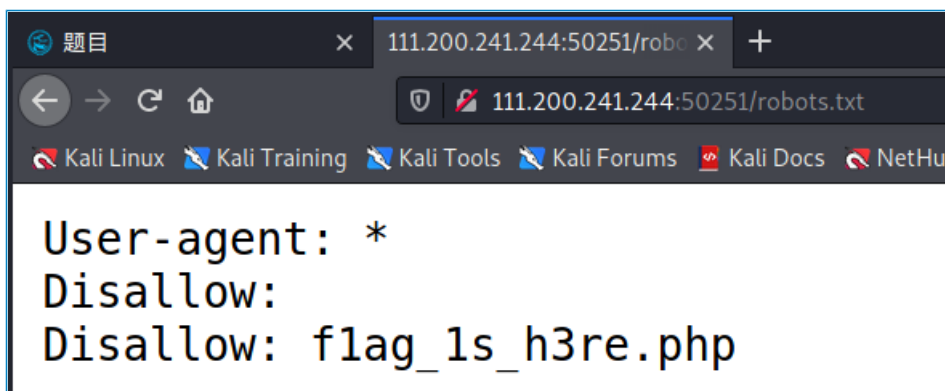 题目
111.200.241.244:50251/robo
111.200.241.244:50251/robots.txt
Kali Linux Kali Training Kali Tools Kali Forums Kali Docs NetHu
User-agent: *
Disallow:
Disallow: f1ag_1s_h3re.php